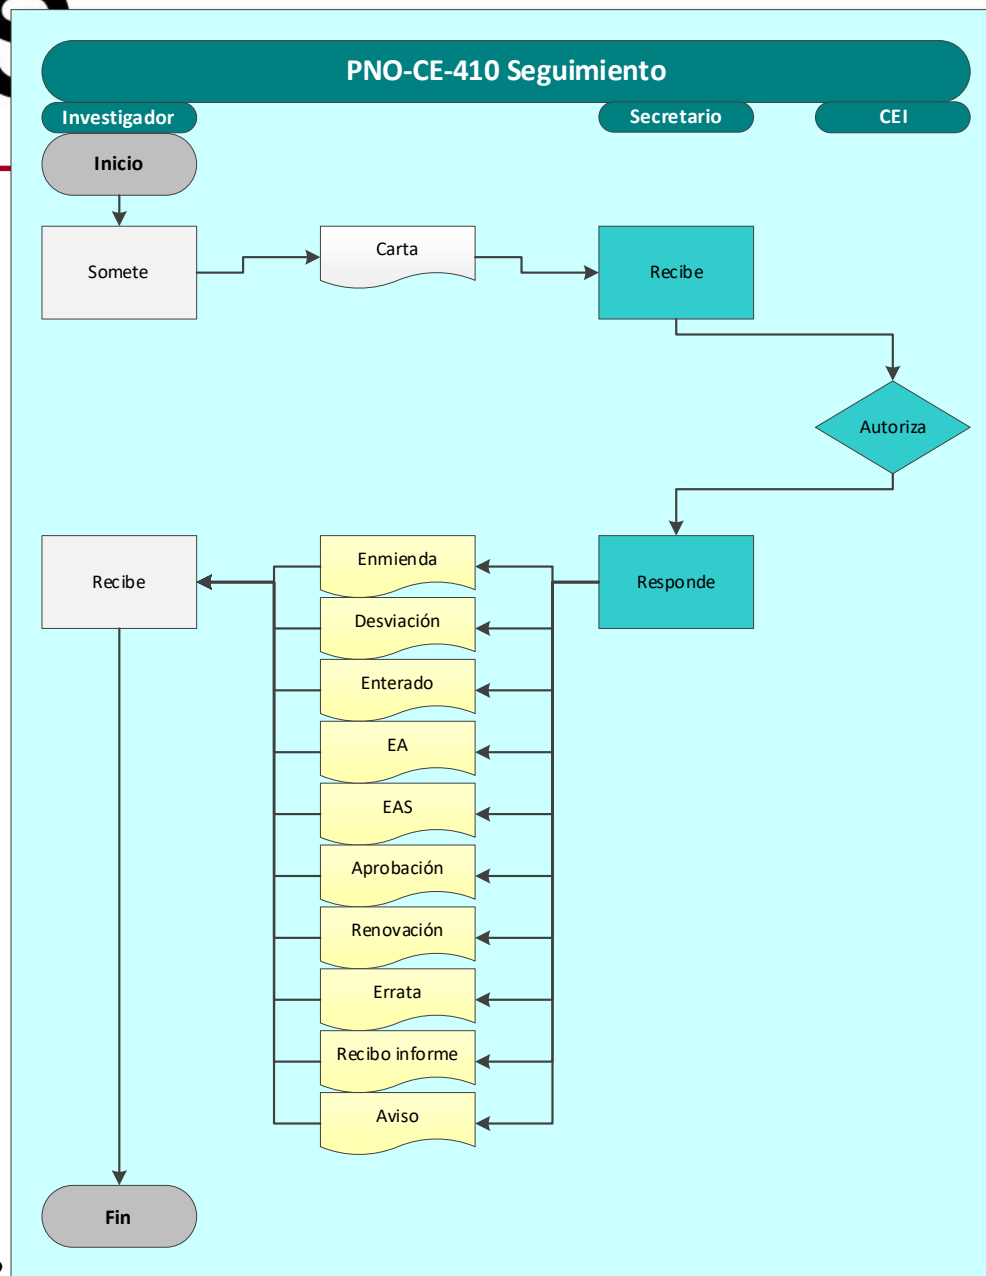 PNO-CE-410 Seguimiento
Investigador
Secretario
CEI
Inicio
Somete
Carta
Recibe
Autoriza
Recibe
Enmienda
Responde
Desviación
Enterado
EA
EAS
Aprobación
Renovación
Errata
Recibo informe
Aviso
Fin